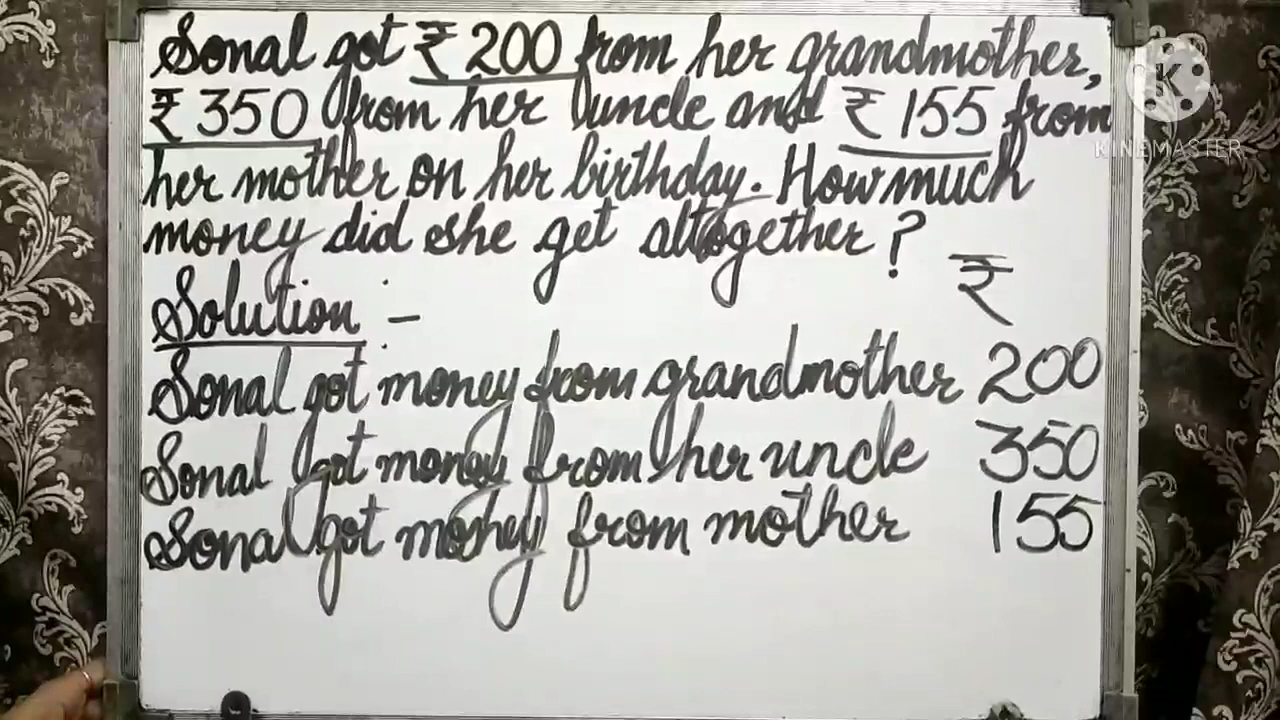 Sonal got ₹ 200 from her grandmother,
₹ 350 from her uncle and ₹ 155 from
her mother on her birthday. How much
money did she get altogether?
Solution :-
₹
Sonal got money from grandmother 200
Sonal got money from her uncle 350
Sonal got money from mother 155
K
KINEMASTER